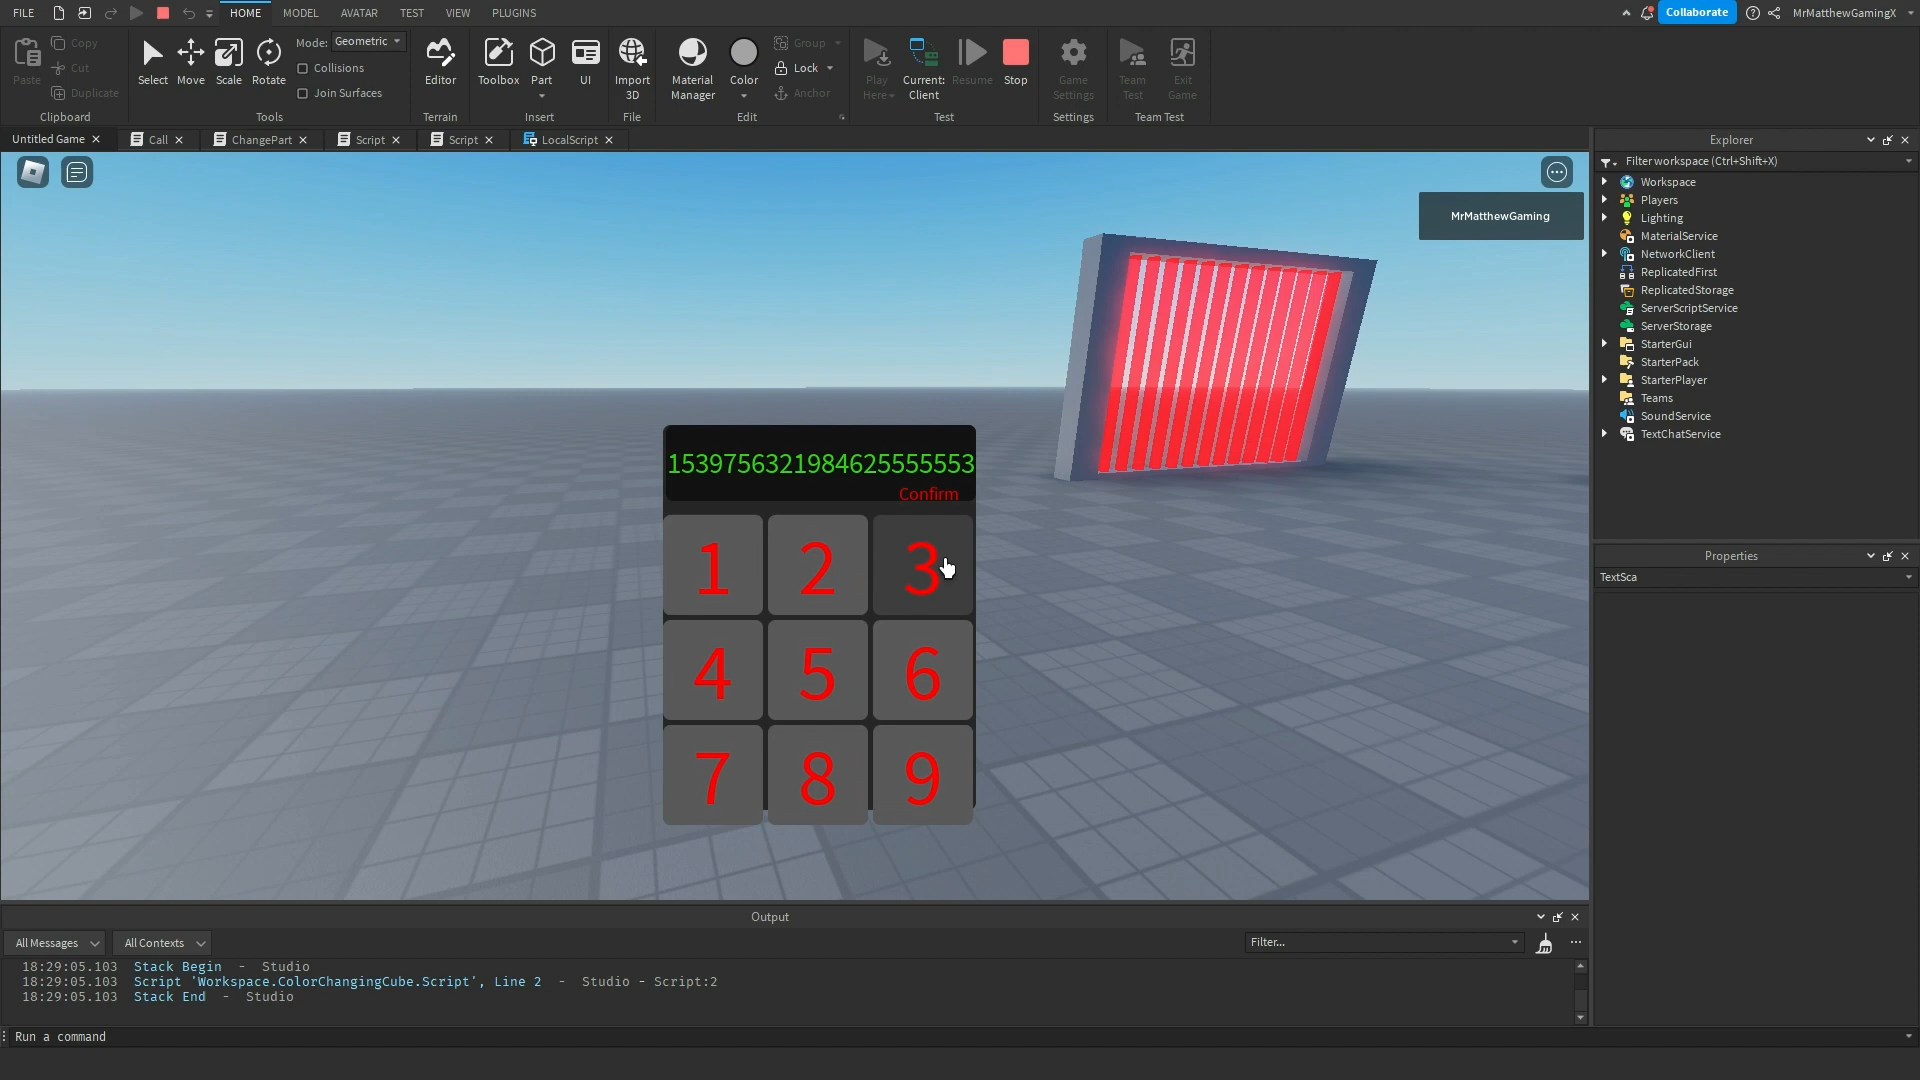 FILE HOME MODEL AVATAR TEST VIEW PLUGINS Collaborate MrMatthewGamingX
Paste Copy Cut Duplicate Clipboard
Select Move Scale Rotate Mode: Geometric Collisions Join Surfaces Tools
Editor Terrain
Toolbox Part UI Insert
Import 3D File
Material Manager Color Group Lock Anchor Edit
Play Here Current: Client Resume Stop Test
Game Settings Settings
Team Test Exit Game Team Test
Untitled Game Call ChangePart Script Script LocalScript
MrMatthewGaming
1539756321984625555553
Confirm
1 2 3
4 5 6
7 8 9
Explorer
Filter workspace (Ctrl+Shift+X)
Workspace
Players
Lighting
MaterialService
NetworkClient
ReplicatedFirst
ReplicatedStorage
ServerScriptService
ServerStorage
StarterGui
StarterPack
StarterPlayer
Teams
SoundService
TextChatService
Properties
TextSca
Output
All Messages All Contexts Filter...
18:29:05.103 Stack Begin - Studio
18:29:05.103 Script 'Workspace.ColorChangingCube.Script', Line 2 - Studio - Script:2
18:29:05.103 Stack End - Studio
Run a command